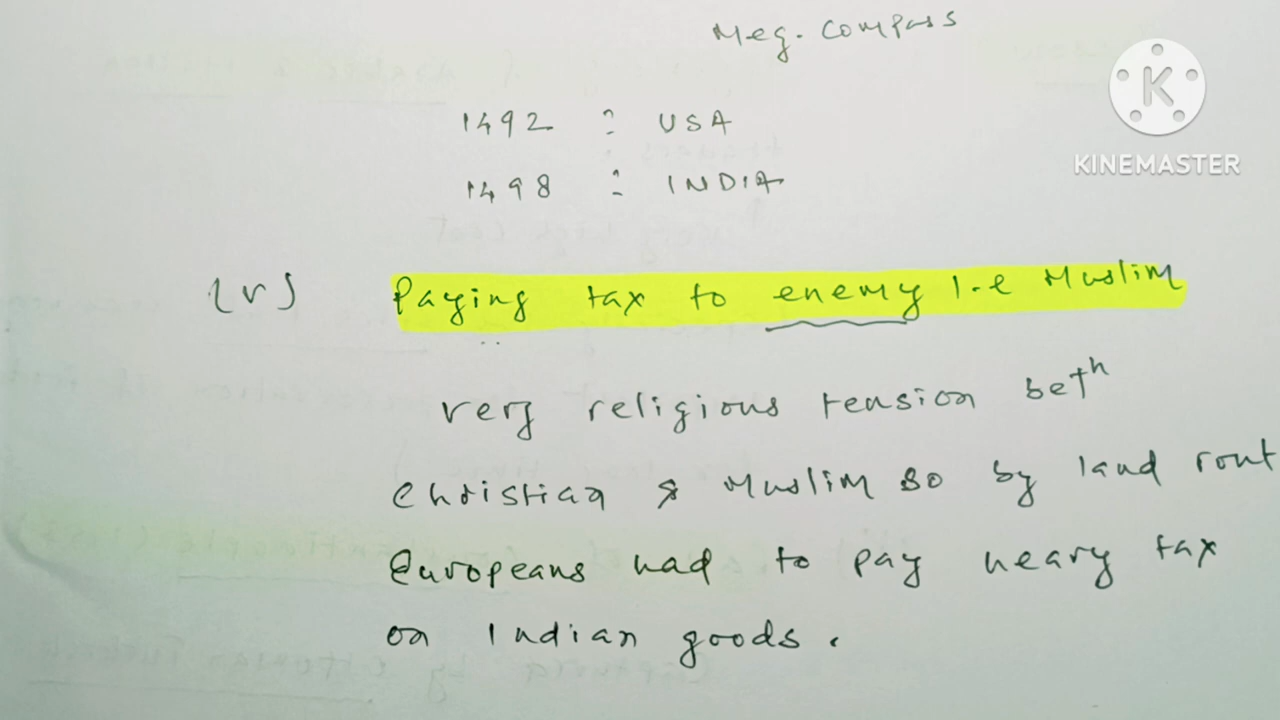 Meg. Compass
K
KINEMASTER
1492 : USA
1498 : INDIA
(v) Paying tax to enemy I.e Muslim
very religious tension betn
Christian & Muslim so by land rout
Europeans had to pay heavy tax
on Indian goods.